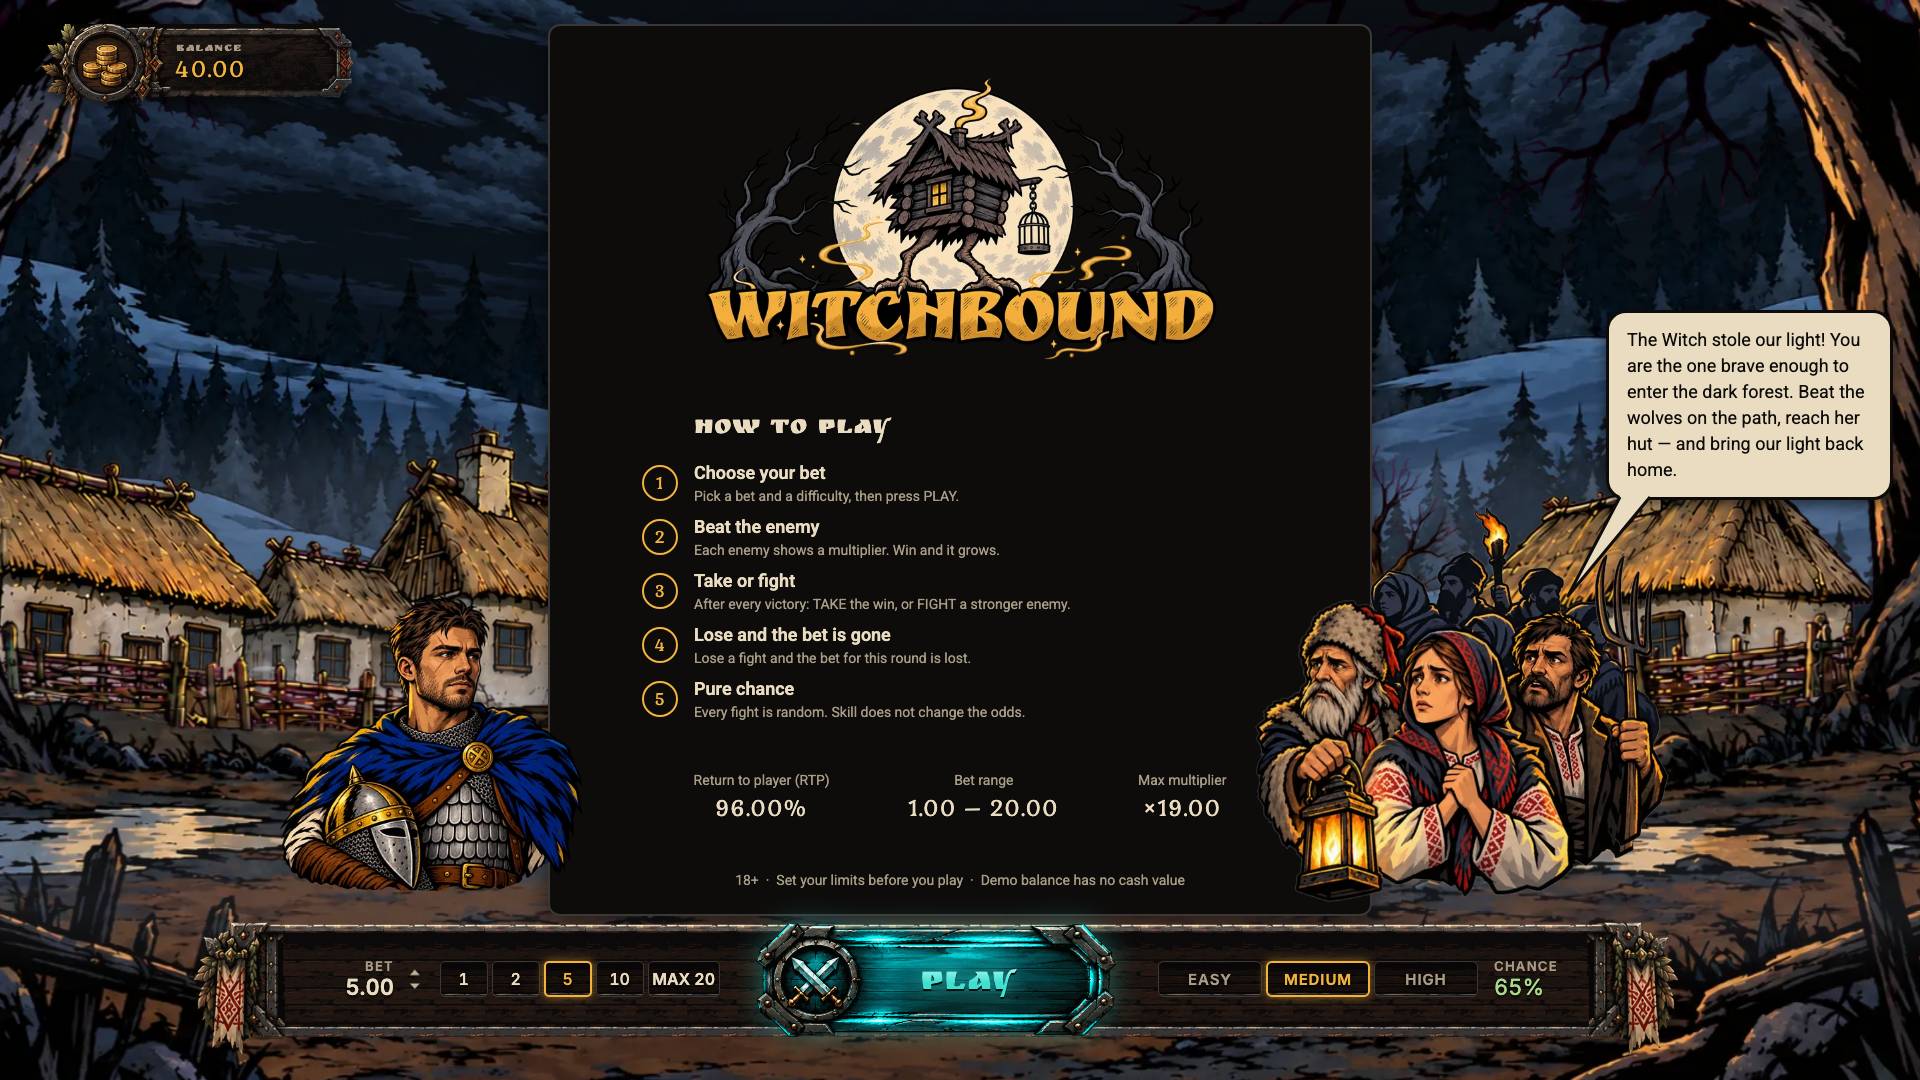 BALANCE
40.00
WITCHBOUND
HOW TO PLAY
1
Choose your bet
Pick a bet and a difficulty, then press PLAY.
2
Beat the enemy
Each enemy shows a multiplier. Win and it grows.
3
Take or fight
After every victory: TAKE the win, or FIGHT a stronger enemy.
4
Lose and the bet is gone
Lose a fight and the bet for this round is lost.
5
Pure chance
Every fight is random. Skill does not change the odds.
Return to player (RTP)
96.00%
Bet range
1.00 – 20.00
Max multiplier
×19.00
18+ · Set your limits before you play · Demo balance has no cash value
The Witch stole our light! You
are the one brave enough to
enter the dark forest. Beat the
wolves on the path, reach her
hut — and bring our light back
home.
BET
5.00
1
2
5
10
MAX 20
PLAY
EASY
MEDIUM
HIGH
CHANCE
65%